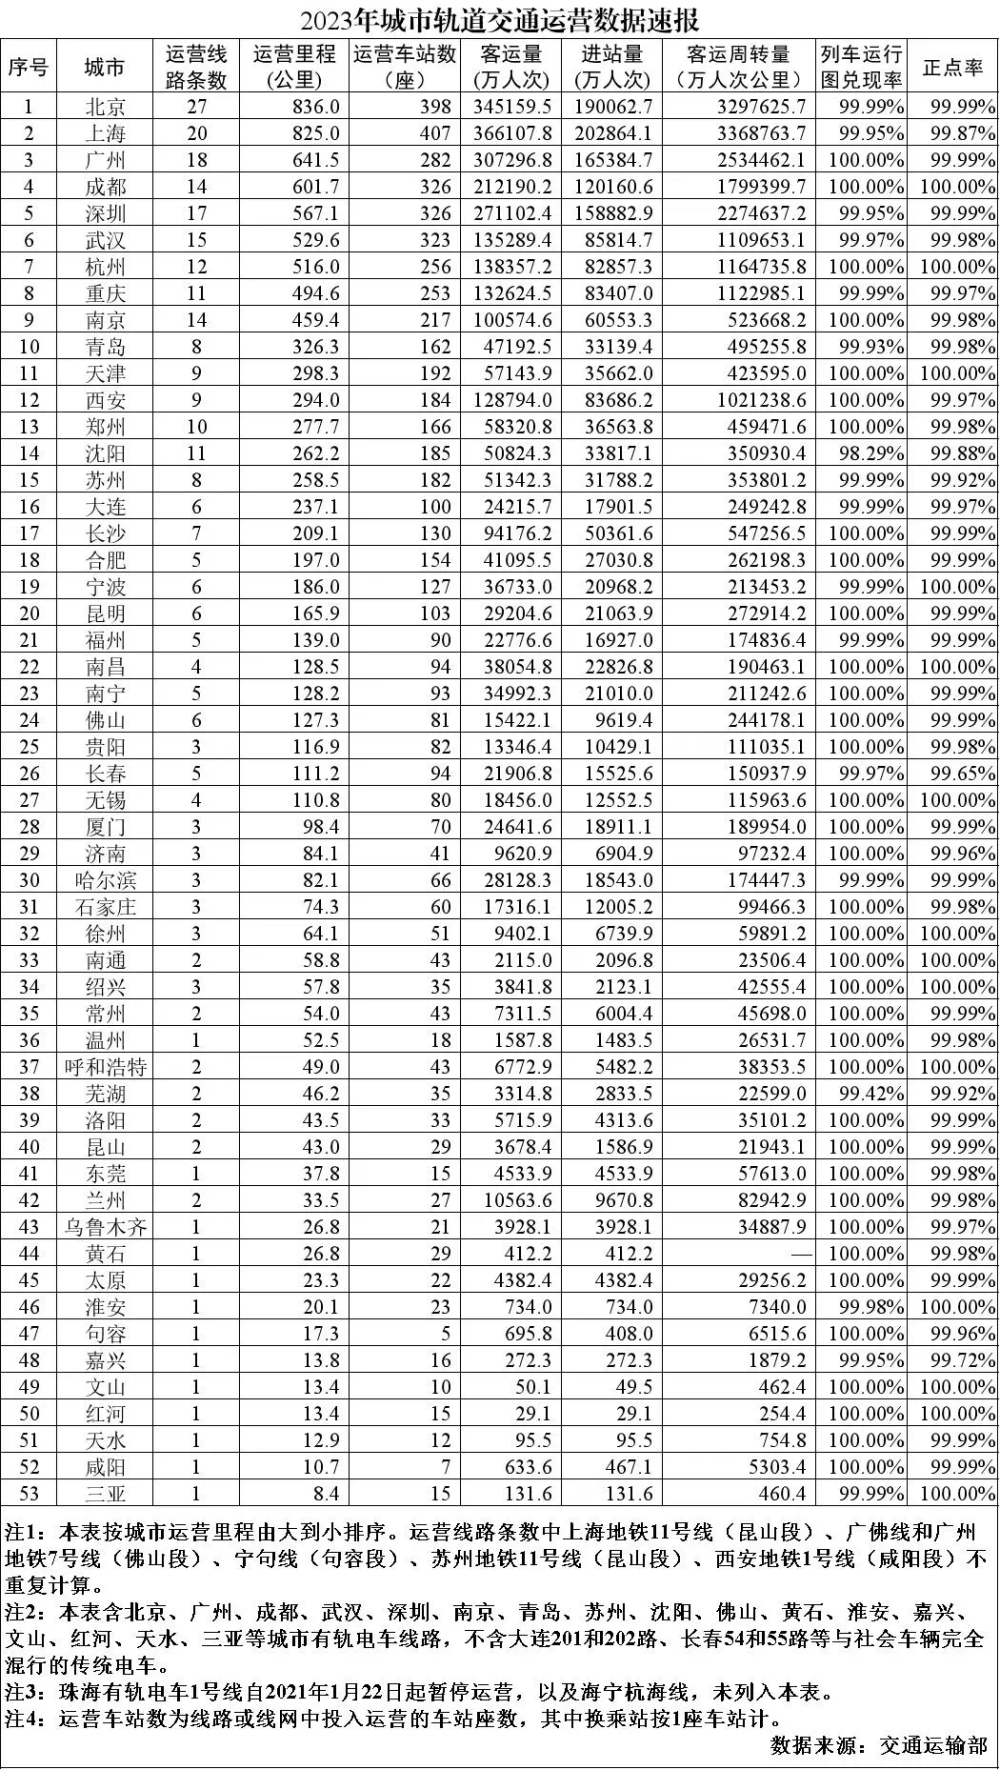 2023年城市轨道交通运营数据速报
序号 城市 运营线路条数 运营里程(公里) 运营车站数(座) 客运量(万人次) 进站量(万人次) 客运周转量(万人次公里) 列车运行图兑现率 正点率
1 北京 27 836.0 398 345159.5 190062.7 3297625.7 99.99% 99.99%
2 上海 20 825.0 407 366107.8 202864.1 3368763.7 99.95% 99.87%
3 广州 18 641.5 282 307296.8 165384.7 2534462.1 100.00% 99.99%
4 成都 14 601.7 326 212190.2 120160.6 1799399.7 100.00% 100.00%
5 深圳 17 567.1 326 271102.4 158882.9 2274637.2 99.95% 99.99%
6 武汉 15 529.6 323 135289.4 85814.7 1109653.1 99.97% 99.98%
7 杭州 12 516.0 256 138357.2 82857.3 1164735.8 100.00% 100.00%
8 重庆 11 494.6 253 132624.5 83407.0 1122985.1 99.99% 99.97%
9 南京 14 459.4 217 100574.6 60553.3 523668.2 100.00% 99.98%
10 青岛 8 326.3 162 47192.5 33139.4 495255.8 99.93% 99.98%
11 天津 9 298.3 192 57143.9 35662.0 423595.0 100.00% 100.00%
12 西安 9 294.0 184 128794.0 83686.2 1021238.6 100.00% 99.97%
13 郑州 10 277.7 166 58320.8 36563.8 459471.6 100.00% 99.98%
14 沈阳 11 262.2 185 50824.3 33817.1 350930.4 98.29% 99.88%
15 苏州 8 258.5 182 51342.3 31788.2 353801.2 99.99% 99.92%
16 大连 6 237.1 100 24215.7 17901.5 249242.8 99.99% 99.97%
17 长沙 7 209.1 130 94176.2 50361.6 547256.5 100.00% 99.99%
18 合肥 5 197.0 154 41095.5 27030.8 262198.3 100.00% 99.99%
19 宁波 6 186.0 127 36733.0 20968.2 213453.2 99.99% 100.00%
20 昆明 6 165.9 103 29204.6 21063.9 272914.2 100.00% 99.99%
21 福州 5 139.0 90 22776.6 16927.0 174836.4 99.99% 99.99%
22 南昌 4 128.5 94 38054.8 22826.8 190463.1 100.00% 100.00%
23 南宁 5 128.2 93 34992.3 21010.0 211242.6 100.00% 99.99%
24 佛山 6 127.3 81 15422.1 9619.4 244178.1 100.00% 99.99%
25 贵阳 3 116.9 82 13346.4 10429.1 111035.1 100.00% 99.98%
26 长春 5 111.2 94 21906.8 15525.6 150937.9 99.97% 99.65%
27 无锡 4 110.8 80 18456.0 12552.5 115963.6 100.00% 100.00%
28 厦门 3 98.4 70 24641.6 18911.1 189954.0 100.00% 99.99%
29 济南 3 84.1 41 9620.9 6904.9 97232.4 100.00% 99.96%
30 哈尔滨 3 82.1 66 28128.3 18543.0 174447.3 99.99% 99.99%
31 石家庄 3 74.3 60 17316.1 12005.2 99466.3 100.00% 99.98%
32 徐州 3 64.1 51 9402.1 6739.9 59891.2 100.00% 100.00%
33 南通 2 58.8 43 2115.0 2096.8 23506.4 100.00% 100.00%
34 绍兴 3 57.8 35 3841.8 2123.1 42555.4 100.00% 100.00%
35 常州 2 54.0 43 7311.5 6004.4 45698.0 100.00% 99.99%
36 温州 1 52.5 18 1587.8 1483.5 26531.7 100.00% 99.98%
37 呼和浩特 2 49.0 43 6772.9 5482.2 38353.5 100.00% 100.00%
38 芜湖 2 46.2 35 3314.8 2833.5 22599.0 99.42% 99.92%
39 洛阳 2 43.5 33 5715.9 4313.6 35101.2 100.00% 99.99%
40 昆山 2 43.0 29 3678.4 1586.9 21943.1 100.00% 99.99%
41 东莞 1 37.8 15 4533.9 4533.9 57613.0 100.00% 99.98%
42 兰州 2 33.5 27 10563.6 9670.8 82942.9 100.00% 99.98%
43 乌鲁木齐 1 26.8 21 3928.1 3928.1 34887.9 100.00% 99.97%
44 黄石 1 26.8 29 412.2 412.2 — 100.00% 99.98%
45 太原 1 23.3 22 4382.4 4382.4 29256.2 100.00% 99.99%
46 淮安 1 20.1 23 734.0 734.0 7340.0 99.98% 100.00%
47 句容 1 17.3 5 695.8 408.0 6515.6 100.00% 99.96%
48 嘉兴 1 13.8 16 272.3 272.3 1879.2 99.95% 99.72%
49 文山 1 13.4 10 50.1 49.5 462.4 100.00% 100.00%
50 红河 1 13.4 15 29.1 29.1 254.4 100.00% 100.00%
51 天水 1 12.9 12 95.5 95.5 754.8 100.00% 99.99%
52 咸阳 1 10.7 7 633.6 467.1 5303.4 100.00% 99.99%
53 三亚 1 8.4 15 131.6 131.6 460.4 99.99% 100.00%
注1：本表按城市运营里程由大到小排序。运营线路条数中上海地铁11号线（昆山段）、广佛线和广州
地铁7号线（佛山段）、宁句线（句容段）、苏州地铁11号线（昆山段）、西安地铁1号线（咸阳段）不
重复计算。
注2：本表含北京、广州、成都、武汉、深圳、南京、青岛、苏州、沈阳、佛山、黄石、淮安、嘉兴、
文山、红河、天水、三亚等城市有轨电车线路，不含大连201和202路、长春54和55路等与社会车辆完全
混行的传统电车。
注3：珠海有轨电车1号线自2021年1月22日起暂停运营，以及海宁杭海线，未列入本表。
注4：运营车站数为线路或线网中投入运营的车站座数，其中换乘站按1座车站计。
数据来源：交通运输部